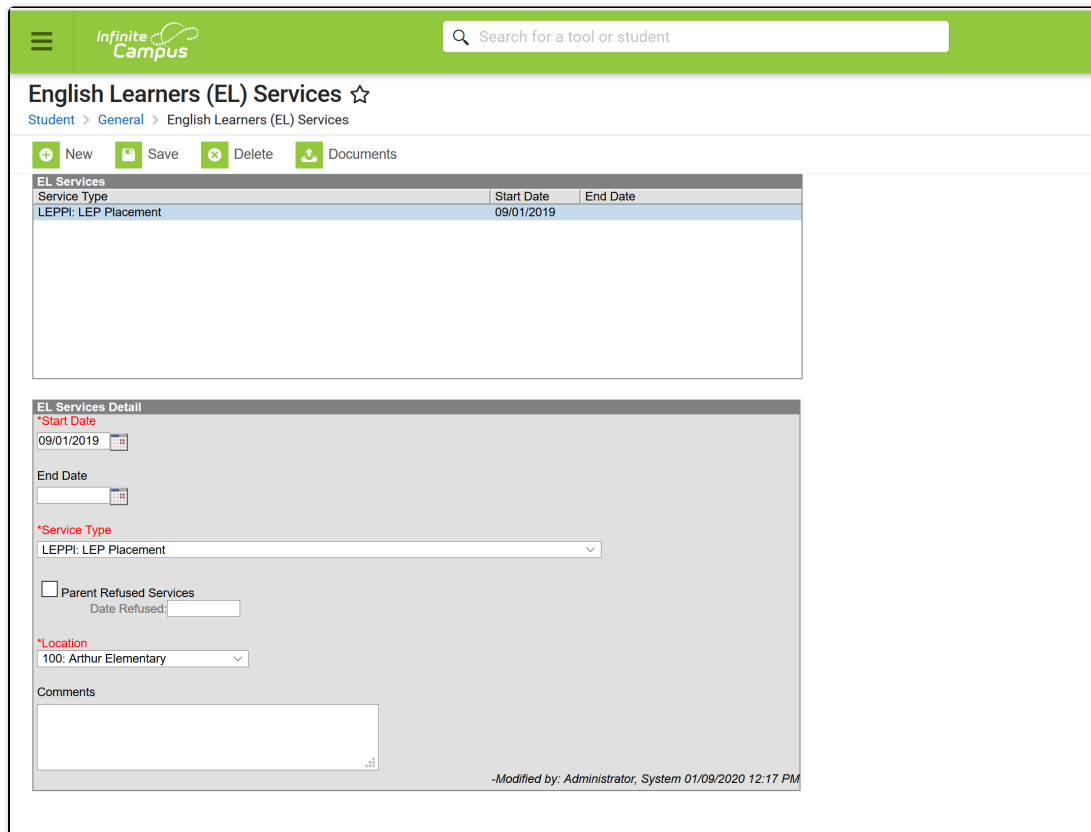 Infinite Campus
Search for a tool or student
English Learners (EL) Services
Student > General > English Learners (EL) Services
New Save Delete Documents
EL Services
Service Type Start Date End Date
LEPPI: LEP Placement 09/01/2019
EL Services Detail
*Start Date
09/01/2019
End Date
*Service Type
LEPPI: LEP Placement
Parent Refused Services
Date Refused:
*Location
100: Arthur Elementary
Comments
-Modified by: Administrator, System 01/09/2020 12:17 PM